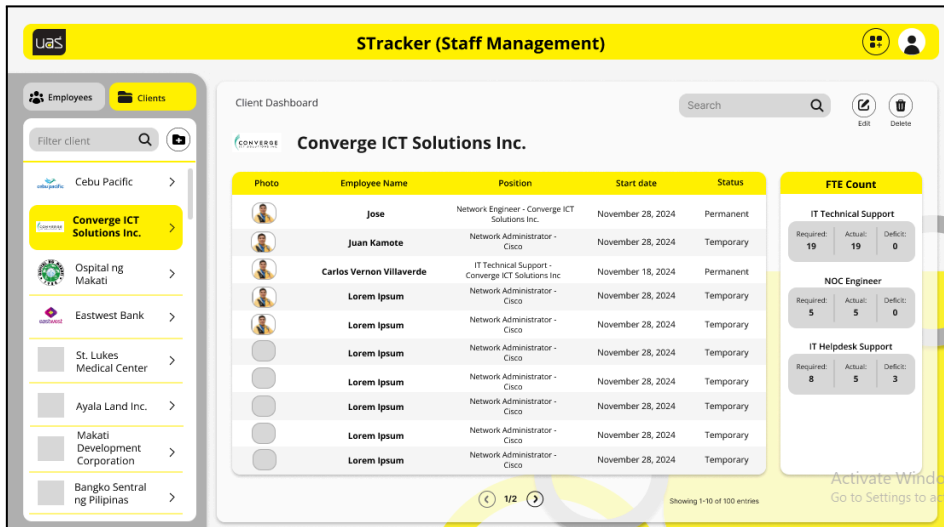 uas
STracker (Staff Management)
Employees
Clients
Filter client
Cebu Pacific
Converge ICT
Solutions Inc.
Ospital ng
Makati
Eastwest Bank
St. Lukes
Medical Center
Ayala Land Inc.
Makati
Development
Corporation
Bangko Sentral
ng Pilipinas
Client Dashboard
Search
Edit
Delete
CONVERGE
Converge ICT Solutions Inc.
Photo Employee Name Position Start date Status
Jose Network Engineer - Converge ICT
Solutions Inc. November 28, 2024 Permanent
Juan Kamote Network Administrator -
Cisco November 28, 2024 Temporary
Carlos Vernon Villaverde IT Technical Support -
Converge ICT Solutions Inc November 18, 2024 Permanent
Lorem Ipsum Network Administrator -
Cisco November 28, 2024 Temporary
Lorem Ipsum Network Administrator -
Cisco November 28, 2024 Temporary
Lorem Ipsum Network Administrator -
Cisco November 28, 2024 Temporary
Lorem Ipsum Network Administrator -
Cisco November 28, 2024 Temporary
Lorem Ipsum Network Administrator -
Cisco November 28, 2024 Temporary
Lorem Ipsum Network Administrator -
Cisco November 28, 2024 Temporary
Lorem Ipsum Network Administrator -
Cisco November 28, 2024 Temporary
1/2
Showing 1-10 of 100 entries
FTE Count
IT Technical Support
Required: Actual: Deficit:
19 19 0
NOC Engineer
Required: Actual: Deficit:
5 5 0
IT Helpdesk Support
Required: Actual: Deficit:
8 5 3
Activate Windo
Go to Settings to ac